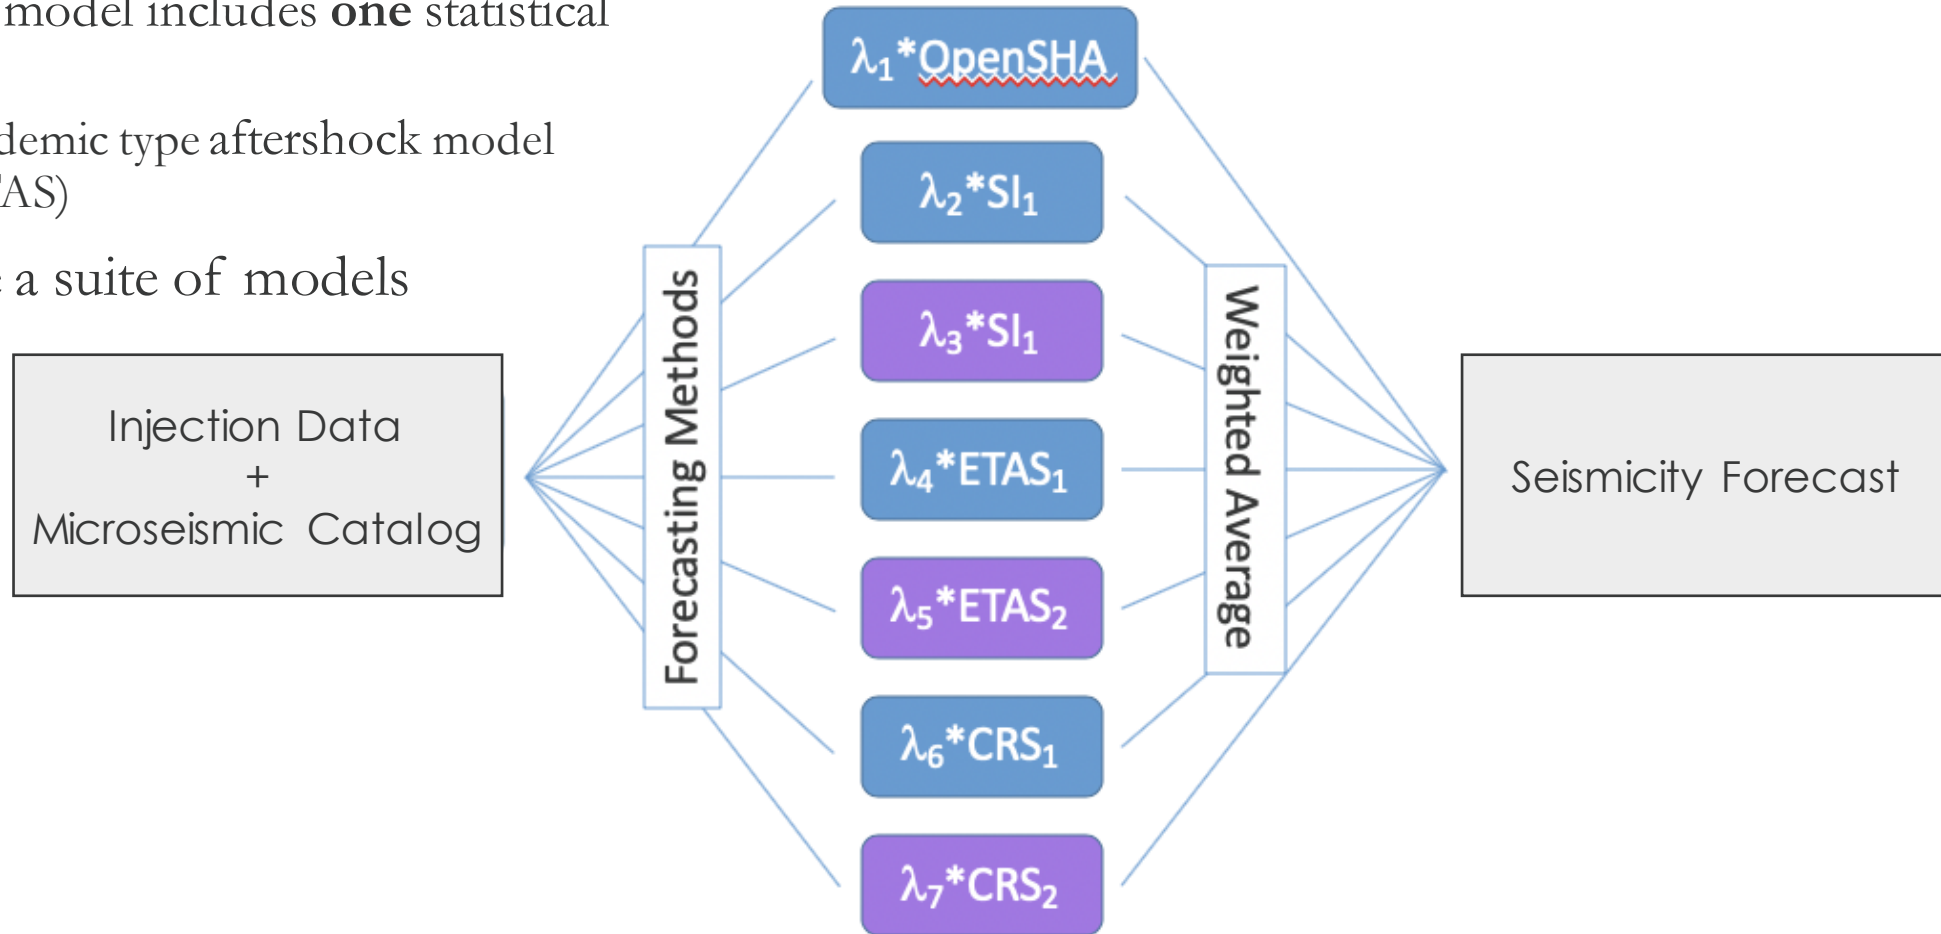 model includes one statistical
demic type aftershock model
TAS)
a suite of models
Injection Data
+
Microseismic Catalog
Forecasting Methods
λ1*OpenSHA
λ2*SI1
λ3*SI1
λ4*ETAS1
λ5*ETAS2
λ6*CRS1
λ7*CRS2
Weighted Average
Seismicity Forecast